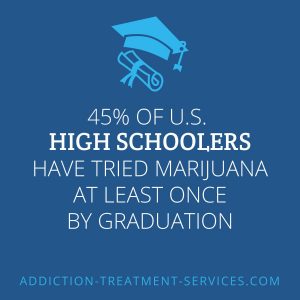 45% OF U.S.
HIGH SCHOOLERS
HAVE TRIED MARIJUANA
AT LEAST ONCE
BY GRADUATION
ADDICTION-TREATMENT-SERVICES.COM